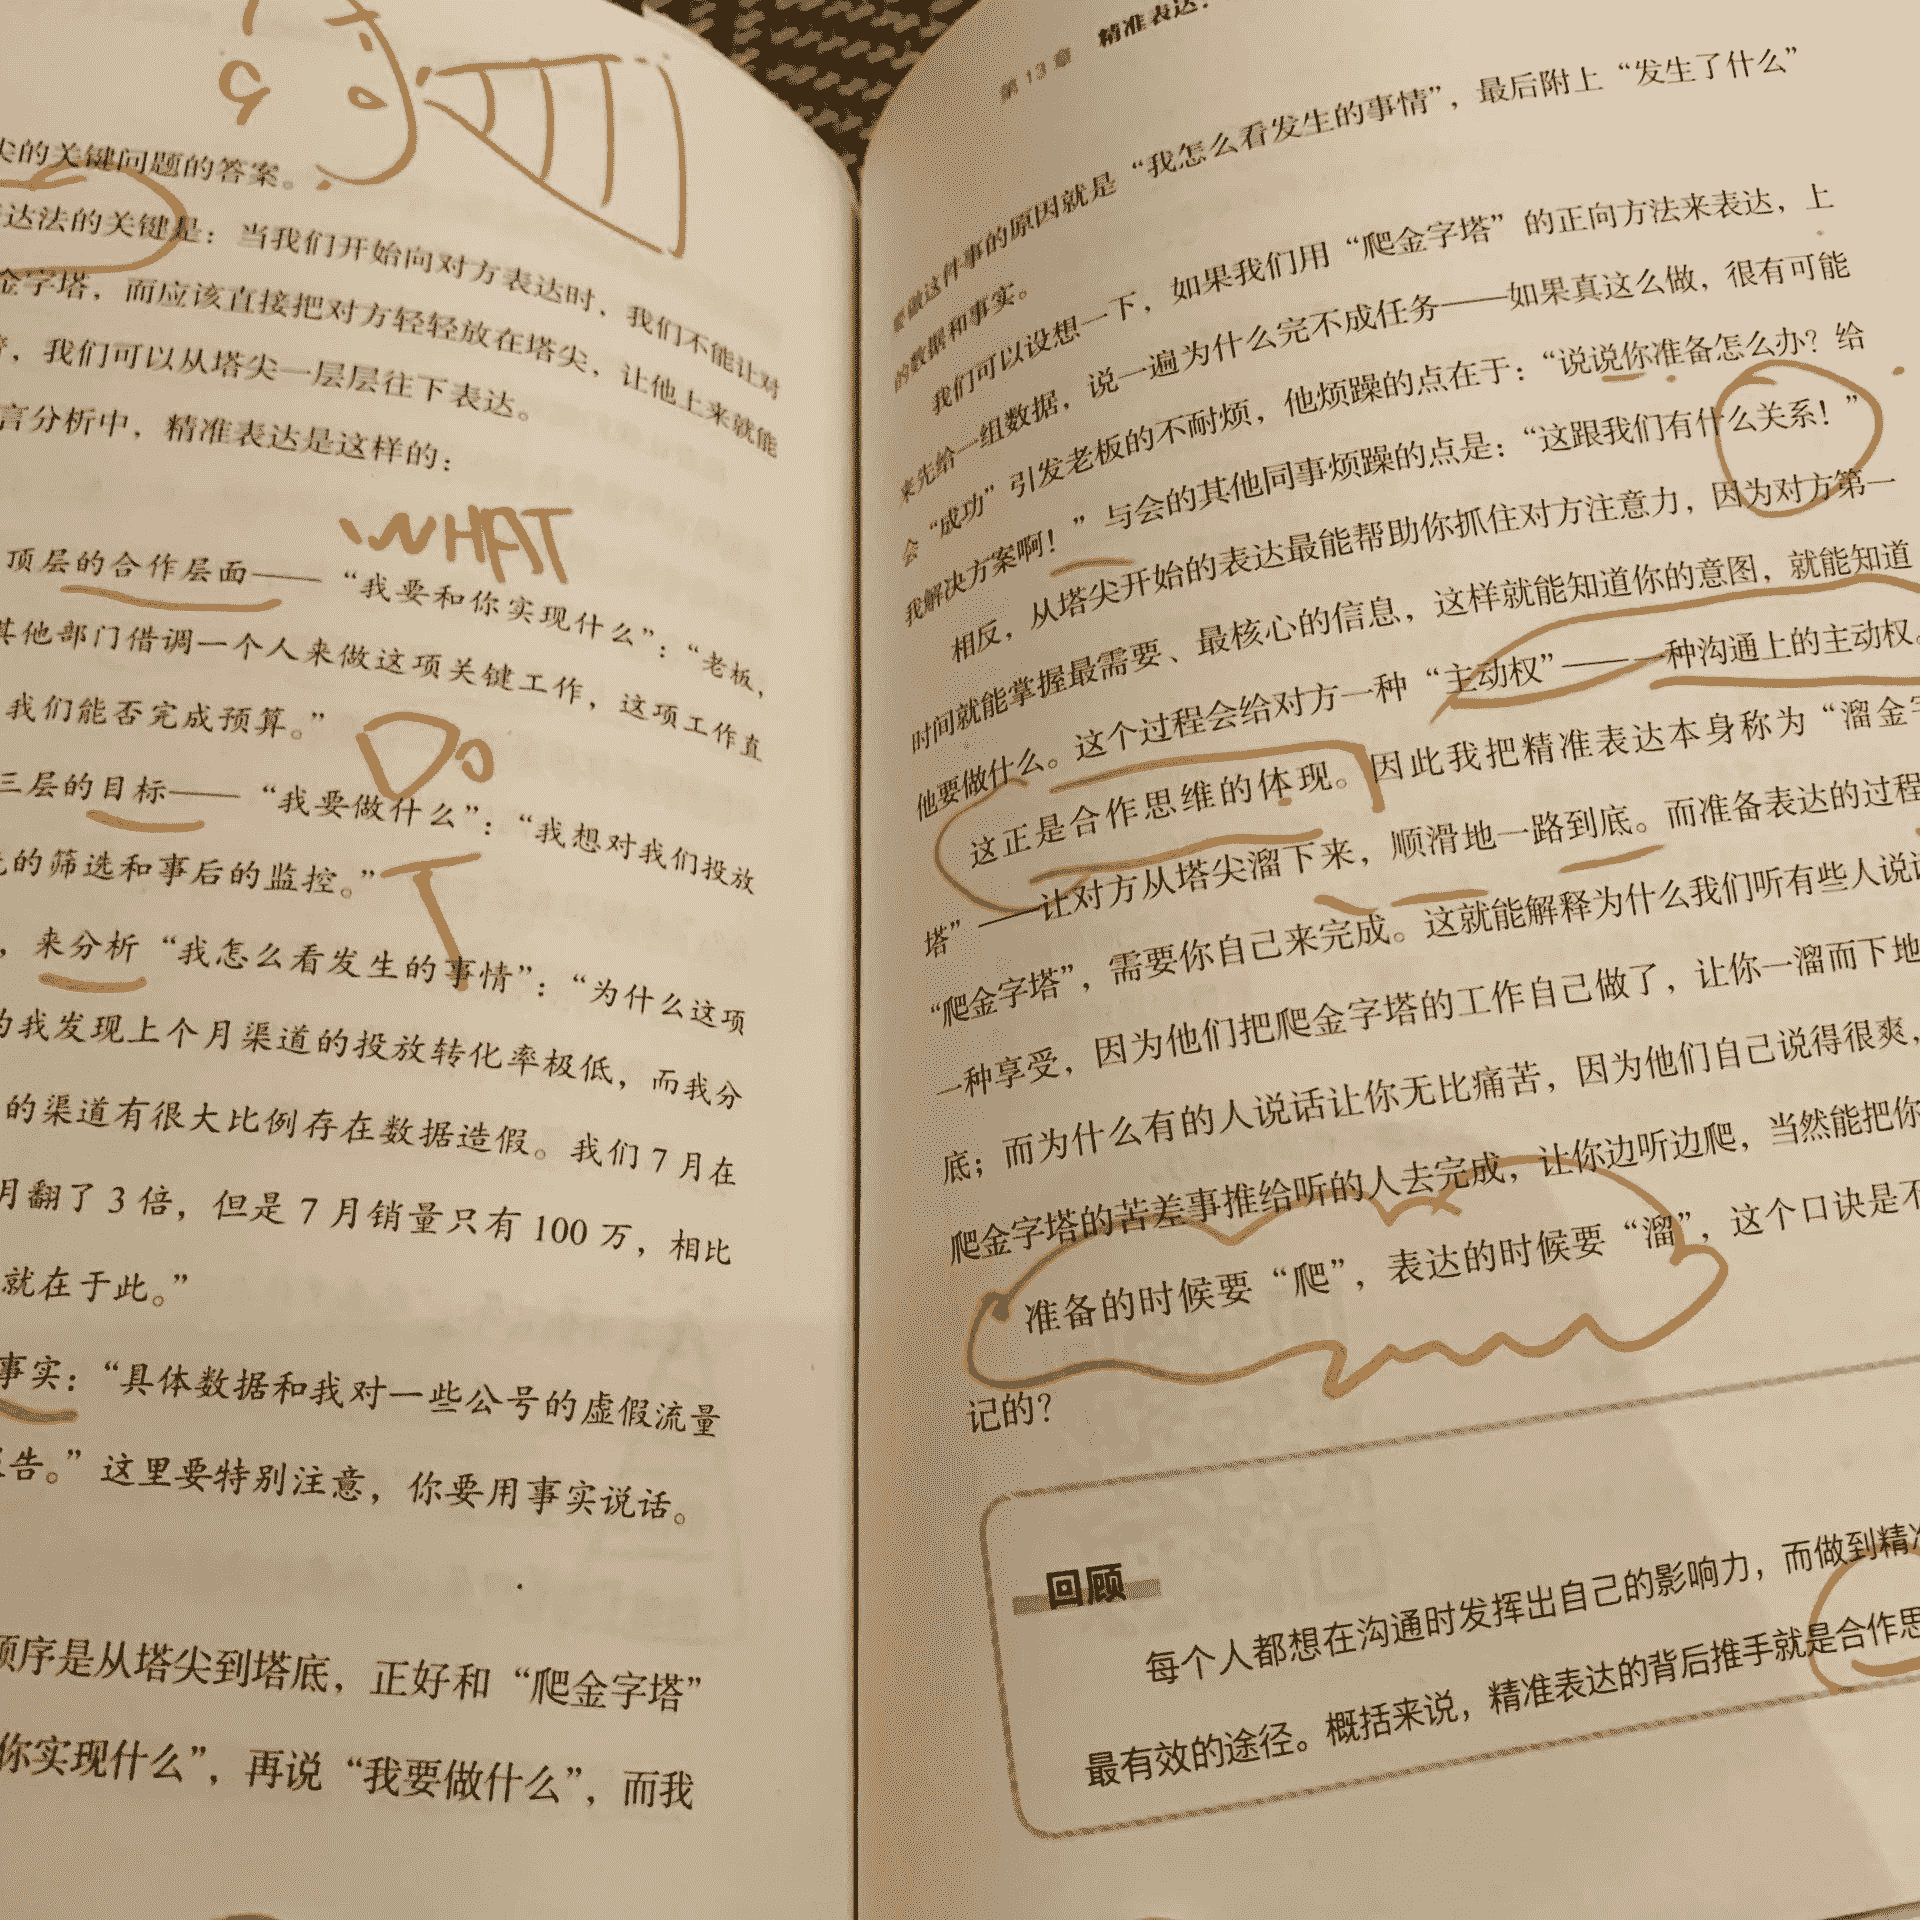 尖的关键问题的答案。
达法的关键是：当我们开始向对方表达时，我们不能让对
金字塔，而应该直接把对方轻轻放在塔尖，让他上来就能
，我们可以从塔尖一层层往下表达。
言分析中，精准表达是这样的：
WHAT
顶层的合作层面——“我要和你实现什么”：“老板，
其他部门借调一个人来做这项关键工作，这项工作直
我们能否完成预算。”
DO
三层的目标——“我要做什么”：“我想对我们投放
的筛选和事后的监控。”
，来分析“我怎么看发生的事情”：“为什么这项
为我发现上个月渠道的投放转化率极低，而我分
的渠道有很大比例存在数据造假。我们7月在
月翻了3倍，但是7月销量只有100万，相比
就在于此。”
事实：“具体数据和我对一些公号的虚假流量
告。”这里要特别注意，你要用事实说话。
顺序是从塔尖到塔底，正好和“爬金字塔”
你实现什么”，再说“我要做什么”，而我
第13章 精准表达：
要做这件事的原因就是“我怎么看发生的事情”，最后附上“发生了什么”
的数据和事实。
我们可以设想一下，如果我们用“爬金字塔”的正向方法来表达，上
来先给一组数据，说一遍为什么完不成任务——如果真这么做，很有可能
会“成功”引发老板的不耐烦，他烦躁的点在于：“说说你准备怎么办？给
我解决方案啊！”与会的其他同事烦躁的点是：“这跟我们有什么关系！”
相反，从塔尖开始的表达最能帮助你抓住对方注意力，因为对方第一
时间就能掌握最需要、最核心的信息，这样就能知道你的意图，就能知道
他要做什么。这个过程会给对方一种“主动权”——一种沟通上的主动权。
这正是合作思维的体现。因此我把精准表达本身称为“溜金字
塔”——让对方从塔尖溜下来，顺滑地一路到底。而准备表达的过程
“爬金字塔”，需要你自己来完成。这就能解释为什么我们听有些人说话
一种享受，因为他们把爬金字塔的工作自己做了，让你一溜而下地
底；而为什么有的人说话让你无比痛苦，因为他们自己说得很爽，
爬金字塔的苦差事推给听的人去完成，让你边听边爬，当然能把你
准备的时候要“爬”，表达的时候要“溜”，这个口诀是不
记的？
回顾
每个人都想在沟通时发挥出自己的影响力，而做到精准
最有效的途径。概括来说，精准表达的背后推手就是合作思